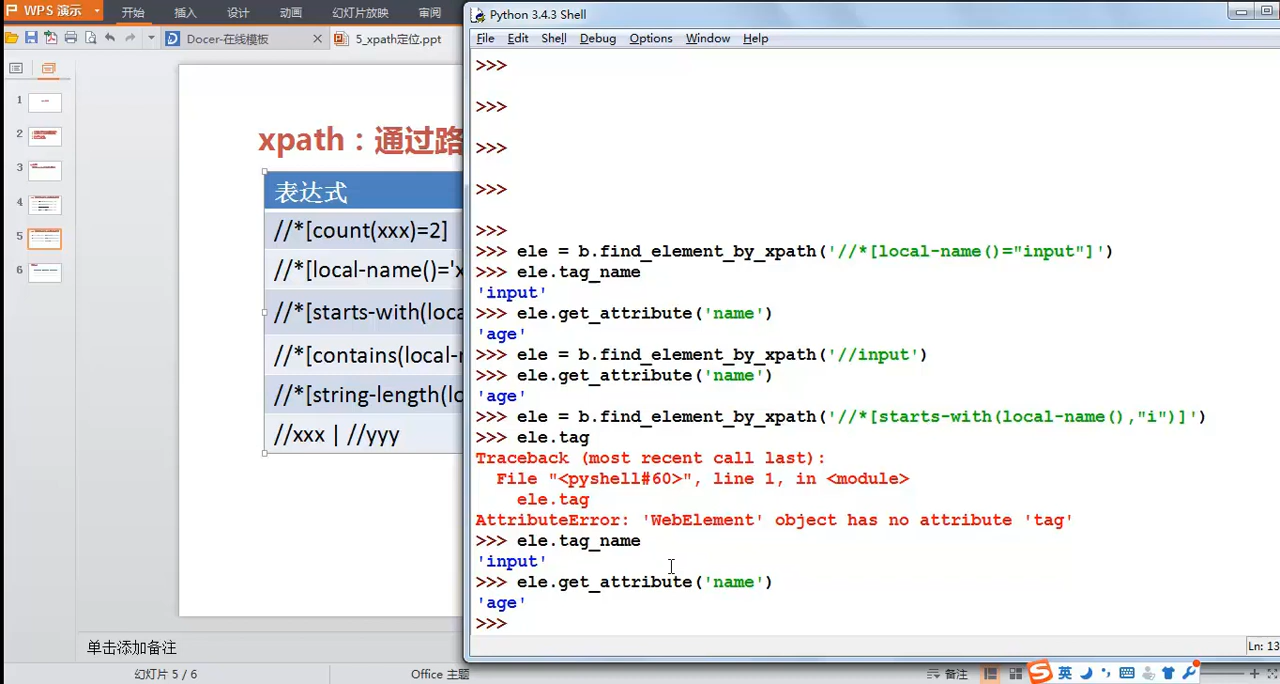 WPS 演示
开始 插入 设计 动画 幻灯片放映 审阅
Docer-在线模板
5_xpath定位.ppt
1
2
3
4
5
6
xpath：通过路
表达式
//*[count(xxx)=2]
//*[local-name()='x
//*[starts-with(loca
//*[contains(local-n
//*[string-length(lo
//xxx | //yyy
单击添加备注
幻灯片 5 / 6
Office 主题
备注
英
Python 3.4.3 Shell
File Edit Shell Debug Options Window Help
>>>
>>>
>>>
>>>
>>>
>>> ele = b.find_element_by_xpath('//*[local-name()="input"]')
>>> ele.tag_name
'input'
>>> ele.get_attribute('name')
'age'
>>> ele = b.find_element_by_xpath('//input')
>>> ele.get_attribute('name')
'age'
>>> ele = b.find_element_by_xpath('//*[starts-with(local-name(),"i")]')
>>> ele.tag
Traceback (most recent call last):
  File "<pyshell#60>", line 1, in <module>
    ele.tag
AttributeError: 'WebElement' object has no attribute 'tag'
>>> ele.tag_name
'input'
>>> ele.get_attribute('name')
'age'
>>>
Ln: 13